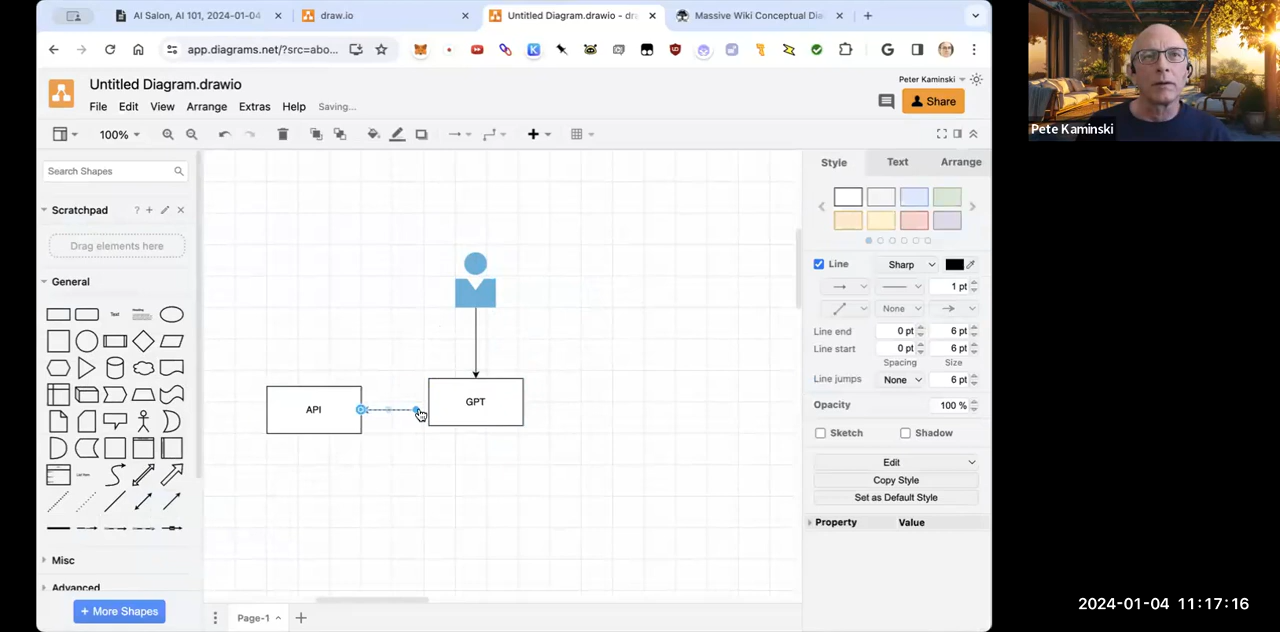 AI Salon, AI 101, 2024-01-04
draw.io
Untitled Diagram.drawio - dra
Massive Wiki Conceptual Dia
app.diagrams.net/?src=abo...
Untitled Diagram.drawio
Peter Kaminski
File Edit View Arrange Extras Help Saving...
Share
100%
Search Shapes
Style Text Arrange
Scratchpad
Drag elements here
General
Text
Misc
Advanced
+ More Shapes
API
GPT
Page-1
Line Sharp
1 pt
None
Line end 0 pt 6 pt
Line start 0 pt 6 pt
Spacing Size
Line jumps None 6 pt
Opacity 100 %
Sketch Shadow
Edit
Copy Style
Set as Default Style
Property Value
Pete Kaminski
2024-01-04 11:17:16